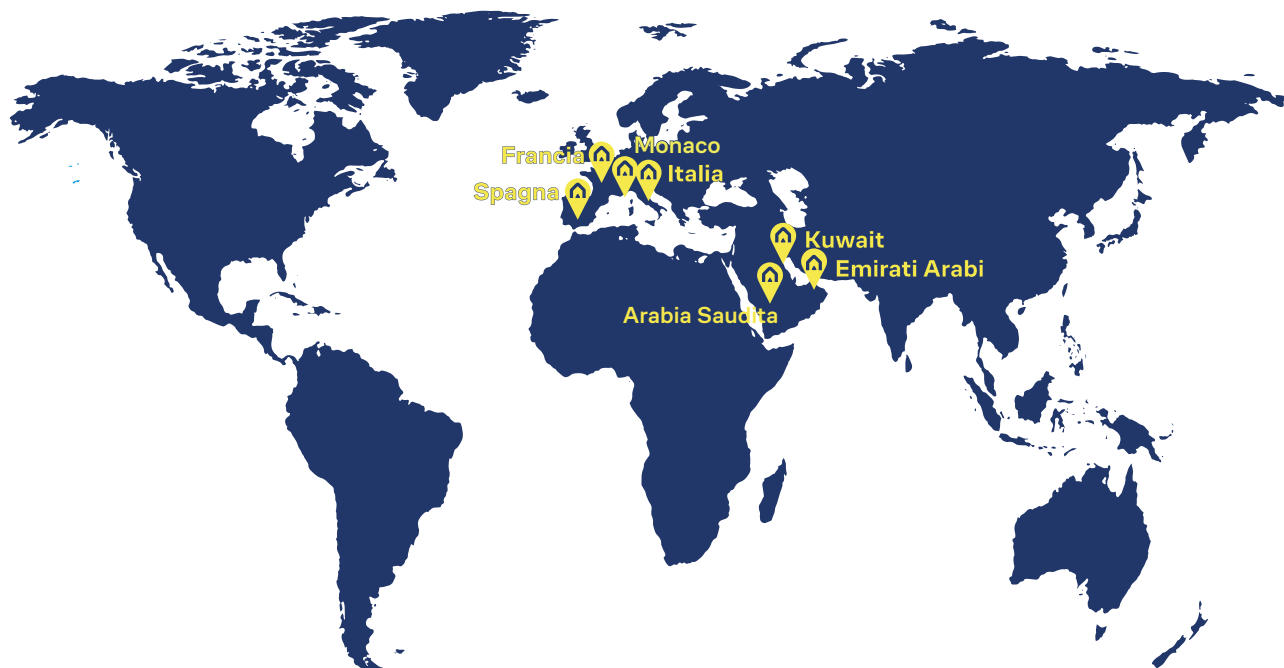 Monaco
Francia
Italia
Spagna
Kuwait
Emirati Arabi
Arabia Saudita